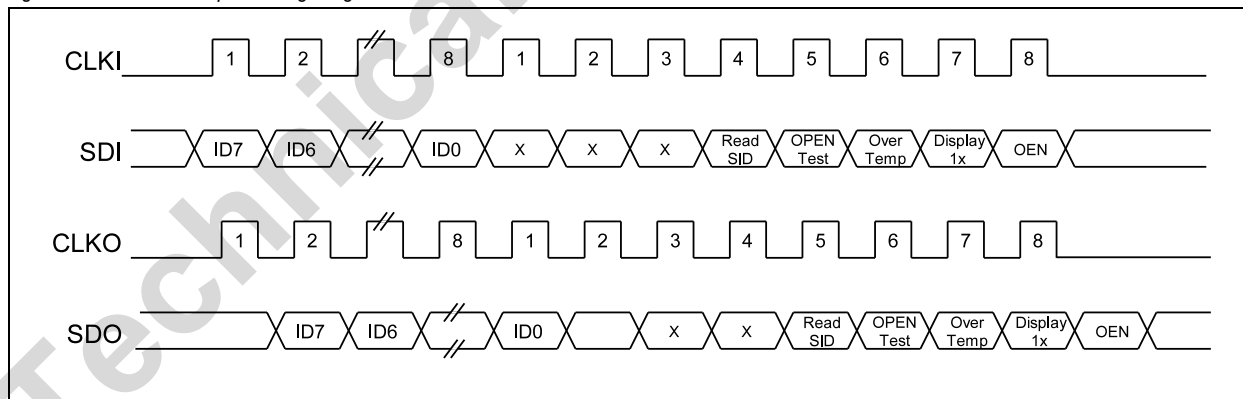 CLKI 1 2 8 1 2 3 4 5 6 7 8
SDI ID7 ID6 ID0 X X X Read SID OPEN Test Over Temp Display 1x OEN
CLKO 1 2 8 1 2 3 4 5 6 7 8
SDO ID7 ID6 ID0 X X Read SID OPEN Test Over Temp Display 1x OEN
Technica